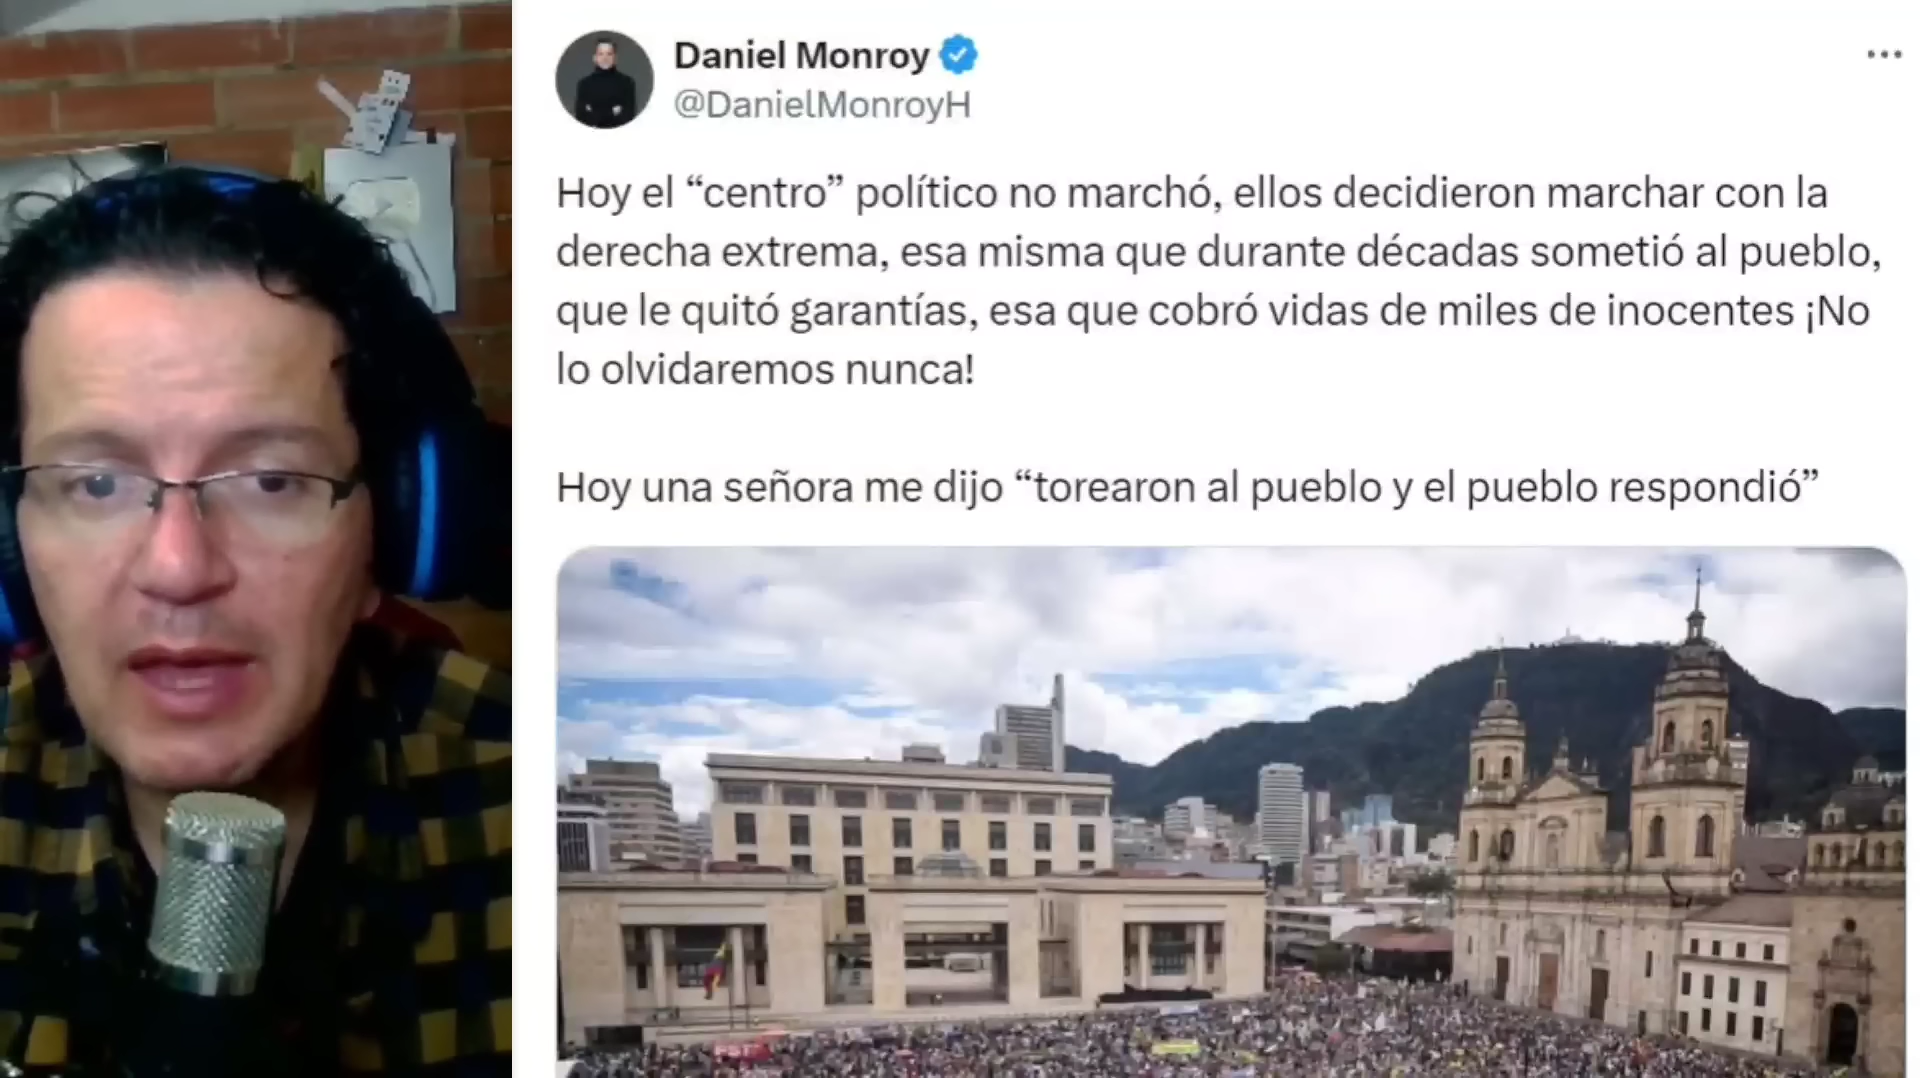 Daniel Monroy
@DanielMonroyH
Hoy el “centro” político no marchó, ellos decidieron marchar con la
derecha extrema, esa misma que durante décadas sometió al pueblo,
que le quitó garantías, esa que cobró vidas de miles de inocentes ¡No
lo olvidaremos nunca!
Hoy una señora me dijo “torearon al pueblo y el pueblo respondió”